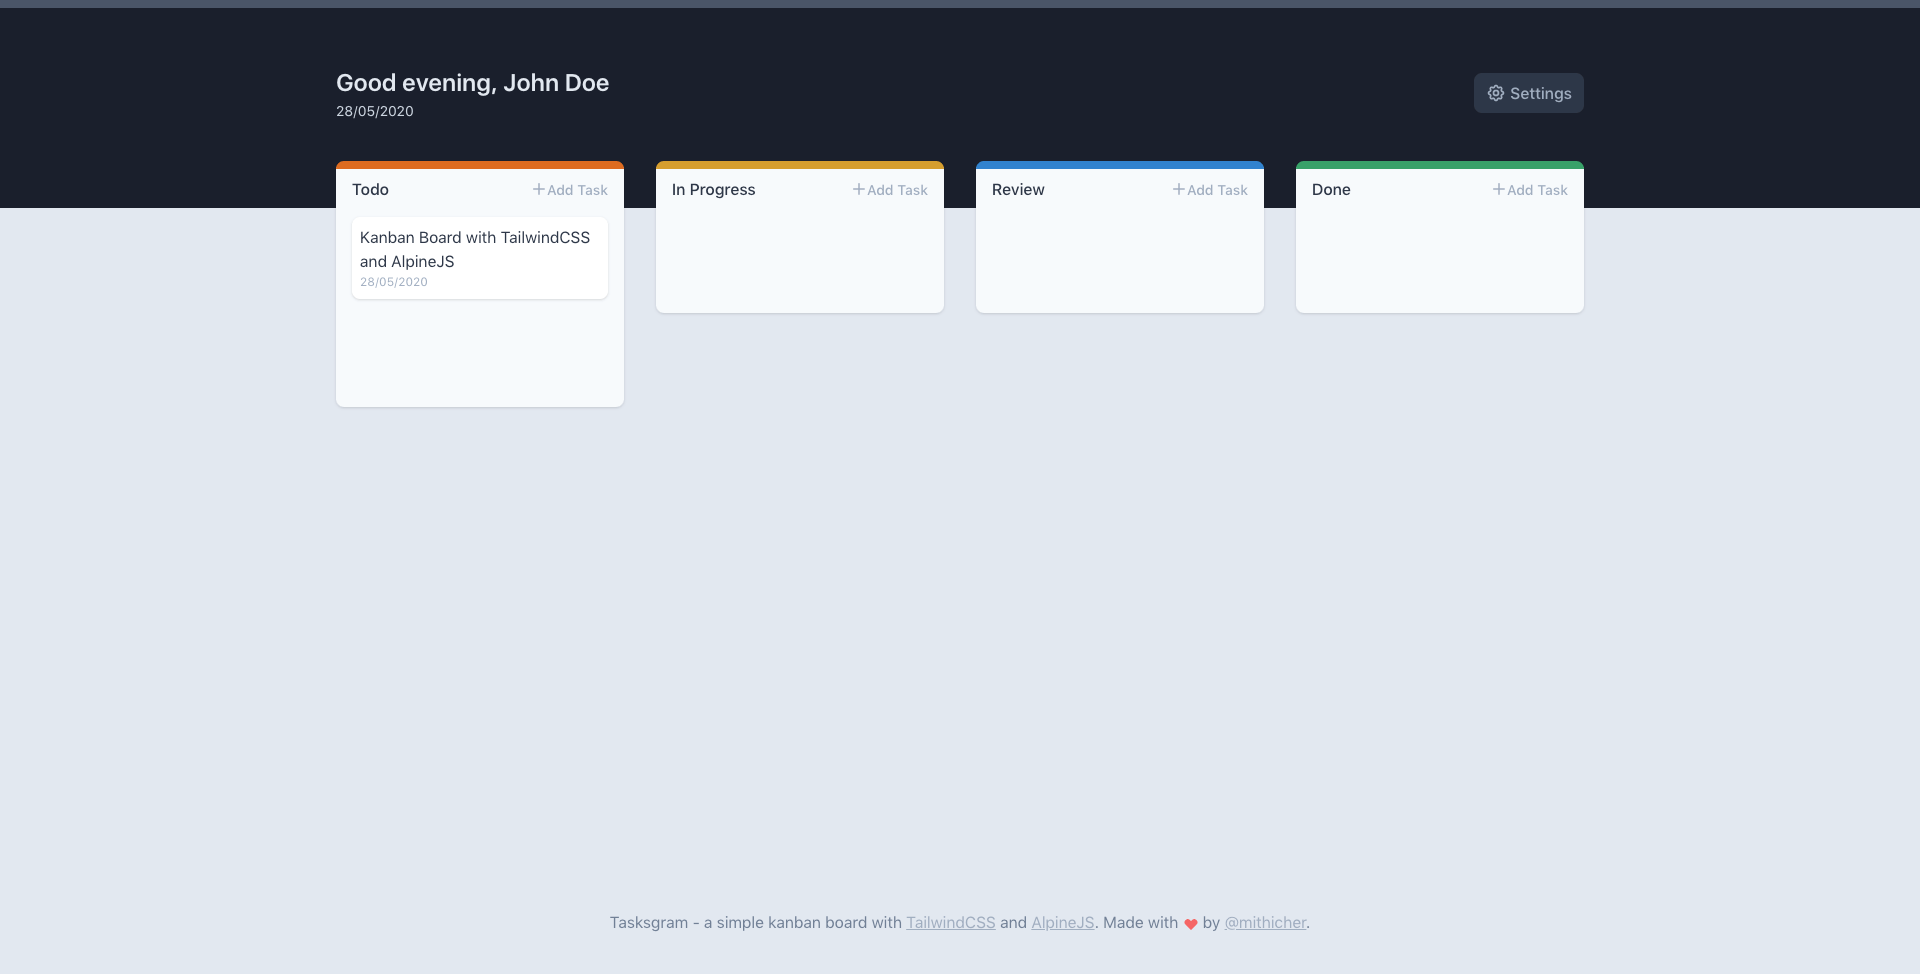 Good evening, John Doe
28/05/2020
Settings
Todo
Add Task
Kanban Board with TailwindCSS
and AlpineJS
28/05/2020
In Progress
Add Task
Review
Add Task
Done
Add Task
Tasksgram - a simple kanban board with TailwindCSS and AlpineJS. Made with ♥ by @mithicher.